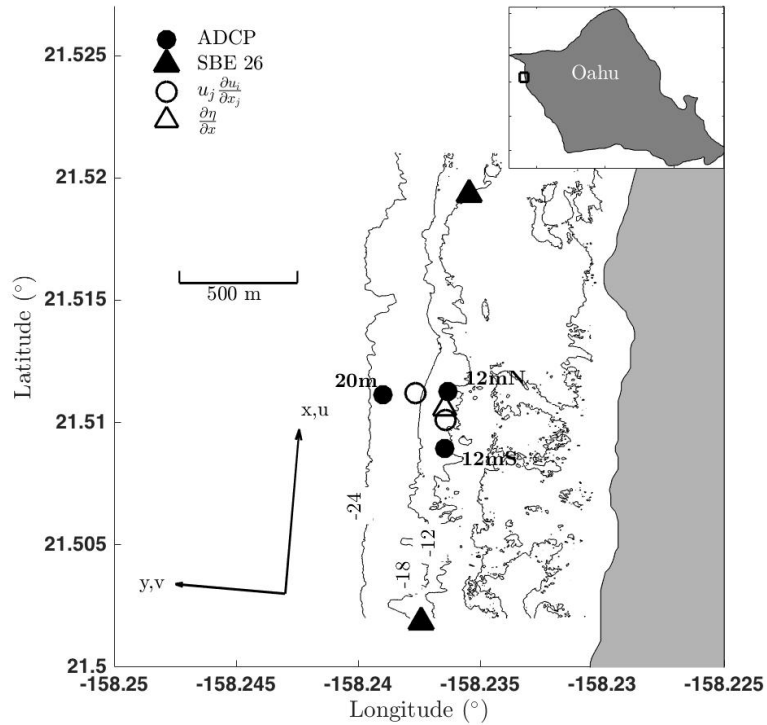 ADCP
SBE 26
u_j ∂u_i/∂x_j
∂η/∂x
Oahu
21.525
21.52
21.515
21.51
21.505
21.5
Latitude (°)
500 m
20m
12mN
12mS
x,u
y,v
-24
-18
-12
-158.25
-158.245
-158.24
-158.235
-158.23
-158.225
Longitude (°)